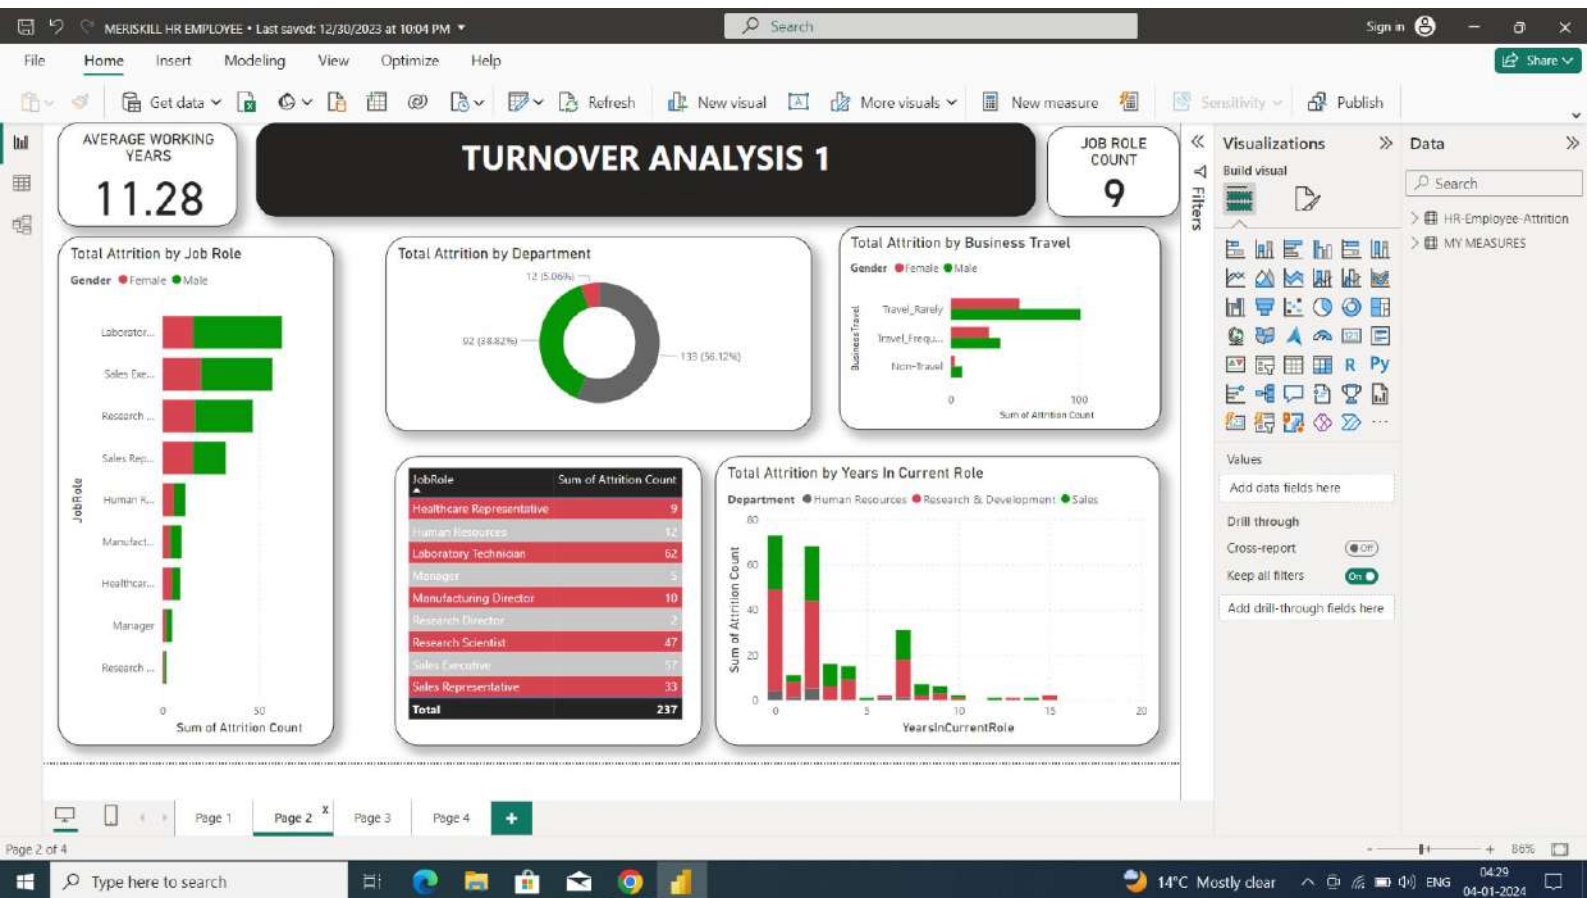 MERISKILL HR EMPLOYEE • Last saved: 12/30/2023 at 10:04 PM
Search
Sign in
File Home Insert Modeling View Optimize Help
Share
Get data
Refresh
New visual
More visuals
New measure
Sensitivity
Publish
AVERAGE WORKING
YEARS
11.28
TURNOVER ANALYSIS 1
JOB ROLE
COUNT
9
Total Attrition by Job Role
Gender Female Male
JobRole
Laborator...
Sales Exe...
Research ...
Sales Rep...
Human R...
Manufact...
Healthcar...
Manager
Research ...
0 50
Sum of Attrition Count
Total Attrition by Department
12 (5.06%)
92 (38.82%)
133 (56.12%)
Total Attrition by Business Travel
Gender Female Male
BusinessTravel
Travel_Rarely
Travel_Frequ...
Non-Travel
0 100
Sum of Attrition Count
JobRole Sum of Attrition Count
Healthcare Representative 9
Human Resources 12
Laboratory Technician 62
Manager 5
Manufacturing Director 10
Research Director 2
Research Scientist 47
Sales Executive 57
Sales Representative 33
Total 237
Total Attrition by Years In Current Role
Department Human Resources Research & Development Sales
Sum of Attrition Count
80
60
40
20
0
0 5 10 15 20
YearsInCurrentRole
Filters
Visualizations
Build visual
123
R Py
Values
Add data fields here
Drill through
Cross-report Off
Keep all filters On
Add drill-through fields here
Data
Search
HR-Employee-Attrition
MY MEASURES
Page 1 Page 2 x Page 3 Page 4 +
Page 2 of 4
- + 86%
Type here to search
14°C Mostly clear
ENG
04:29
04-01-2024